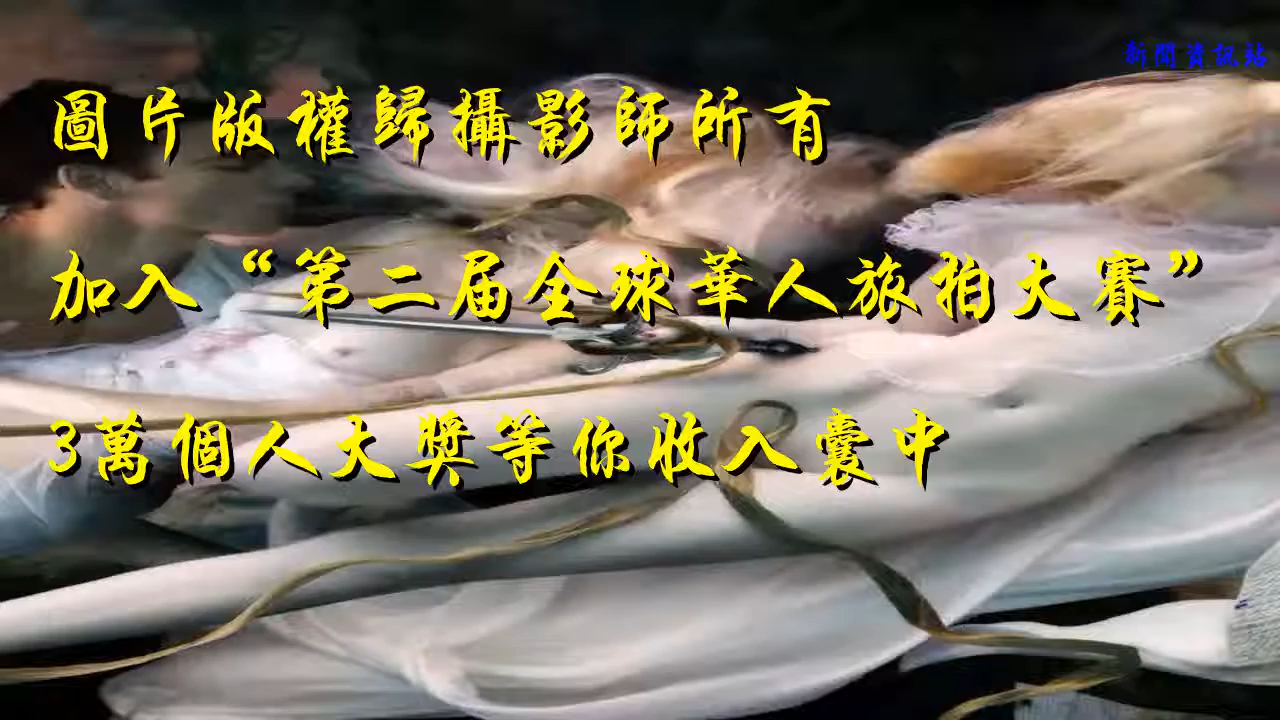 新聞資訊站
圖片版權歸攝影師所有
加入“第二届全球華人旅拍大賽”
3萬個人大獎等你收入囊中